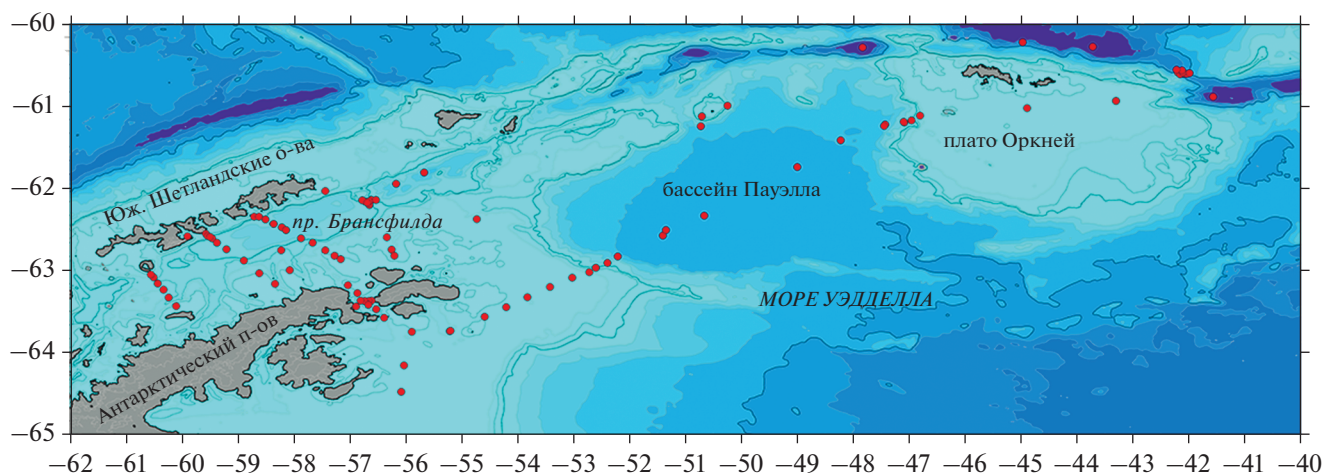 −60
−61
−62
−63
−64
−65
Юж. Шетландские о-ва
пр. Брансфилда
плато Оркней
бассейн Пауэлла
МОРЕ УЭДДЕЛЛА
Антарктический п-ов
−62 −61 −60 −59 −58 −57 −56 −55 −54 −53 −52 −51 −50 −49 −48 −47 −46 −45 −44 −43 −42 −41 −40